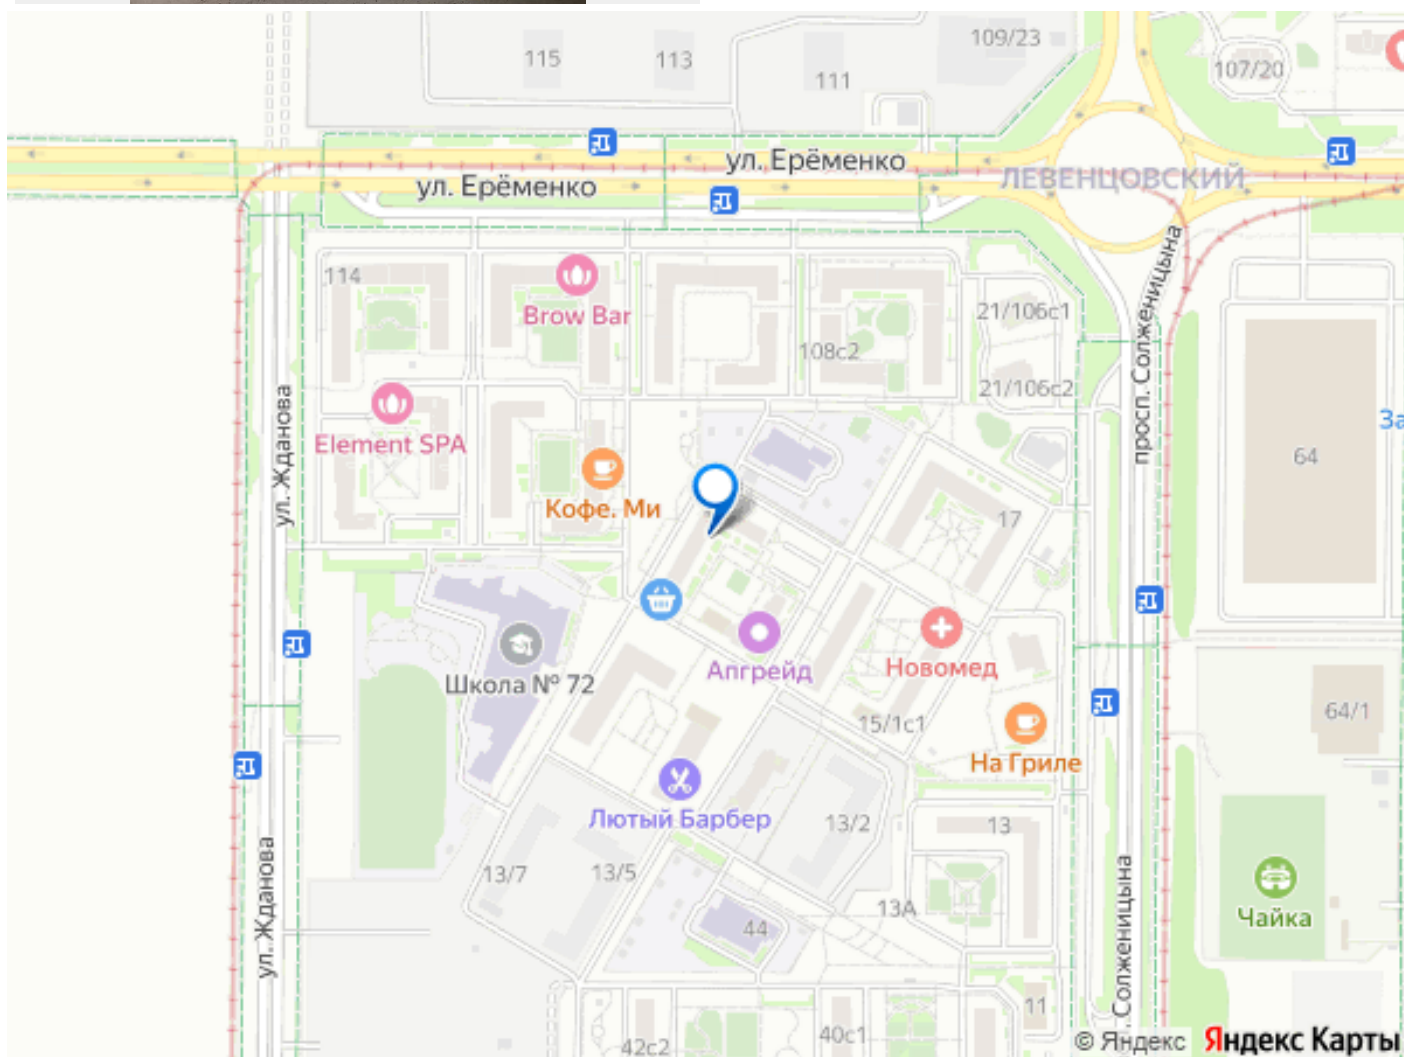 109/23
115
113
111
107/20
ул. Ерёменко
ул. Ерёменко
ЛЕВЕНЦОВСКИЙ
114
Brow Bar
21/106с1
108с2
21/106с2
просп. Солженицына
ул. Жданова
Element SPA
За
64
Кофе. Ми
17
Школа № 72
Апгрейд
Новомед
15/1с1
64/1
На Гриле
Лютый Барбер
13/2
13
13/7
13/5
13А
44
Чайка
ул. Жданова
. Солженицына
11
42с2
40с1
© Яндекс Яндекс Карты